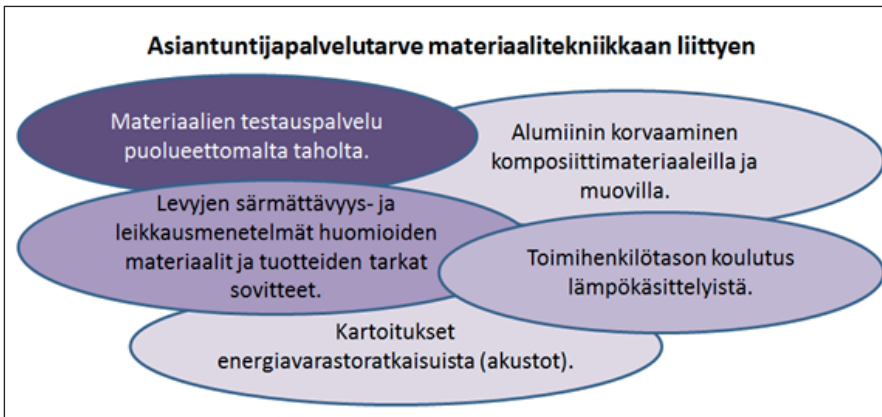 Asiantuntijapalvelutarve materiaalitekniikkaan liittyen
Materiaalien testauspalvelu
puolueettomalta taholta.
Alumiinin korvaaminen
komposiittimateriaaleilla ja
muovilla.
Levyjen särmättävyys- ja
leikkausmenetelmät huomioiden
materiaalit ja tuotteiden tarkat
sovitteet.
Toimihenkilötason koulutus
lämpökäsittelyistä.
Kartoitukset
energiavarastoratkaisuista (akustot).